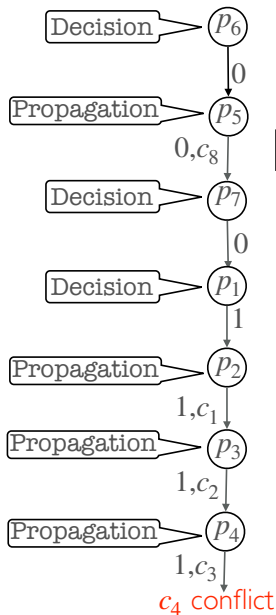 Decision p₆
0
Propagation p₅
0,c₈
Decision p₇
0
Decision p₁
1
Propagation p₂
1,c₁
Propagation p₃
1,c₂
Propagation p₄
1,c₃
c₄ conflict